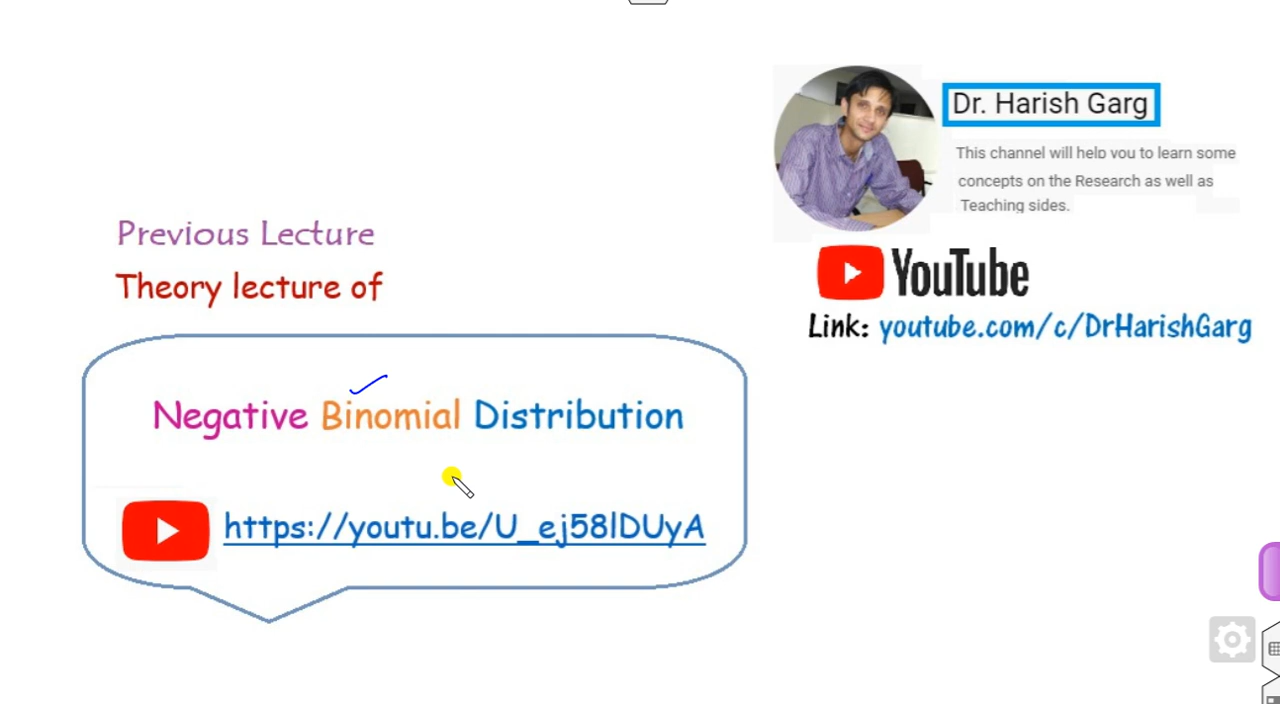 Dr. Harish Garg
This channel will help you to learn some
concepts on the Research as well as
Teaching sides.
YouTube
Link: youtube.com/c/DrHarishGarg
Previous Lecture
Theory lecture of
Negative Binomial Distribution
https://youtu.be/U_ej58lDUyA